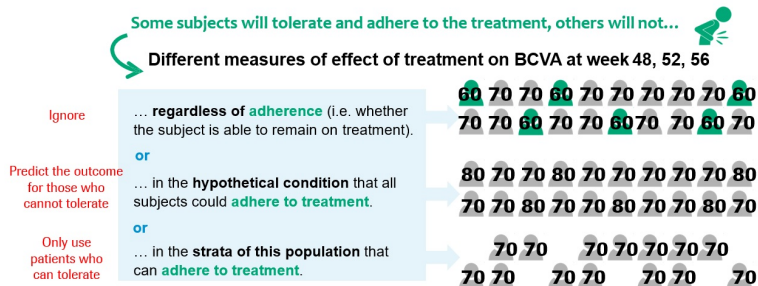 Some subjects will tolerate and adhere to the treatment, others will not...
Different measures of effect of treatment on BCVA at week 48, 52, 56
Ignore
... regardless of adherence (i.e. whether
the subject is able to remain on treatment).
60 70 70 60 70 70 70 70 70 60
70 70 60 70 70 60 70 70 60 70
or
Predict the outcome
for those who
cannot tolerate
... in the hypothetical condition that all
subjects could adhere to treatment.
80 70 70 80 70 70 70 70 70 80
70 70 80 70 70 80 70 70 80 70
or
Only use
patients who
can tolerate
... in the strata of this population that
can adhere to treatment.
70 70 70 70 70 70 70
70 70 70 70 70 70 70